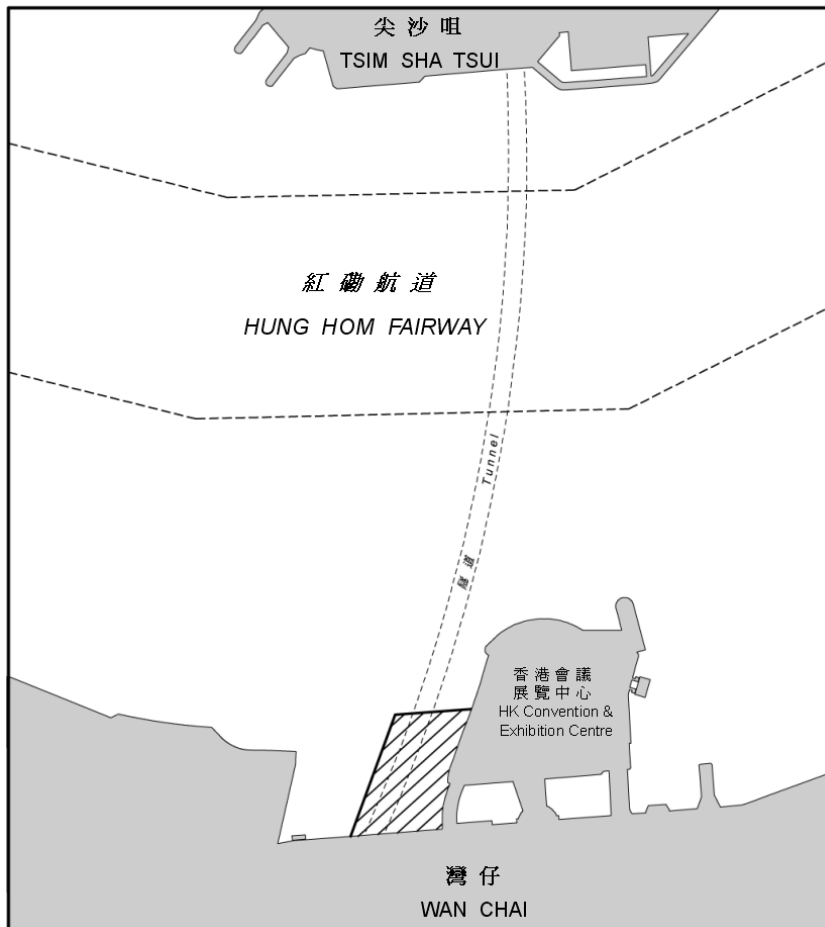 尖沙咀
TSIM SHA TSUI
紅磡航道
HUNG HOM FAIRWAY
Tunnel
隧道
香港會議
展覽中心
HK Convention &
Exhibition Centre
灣仔
WAN CHAI